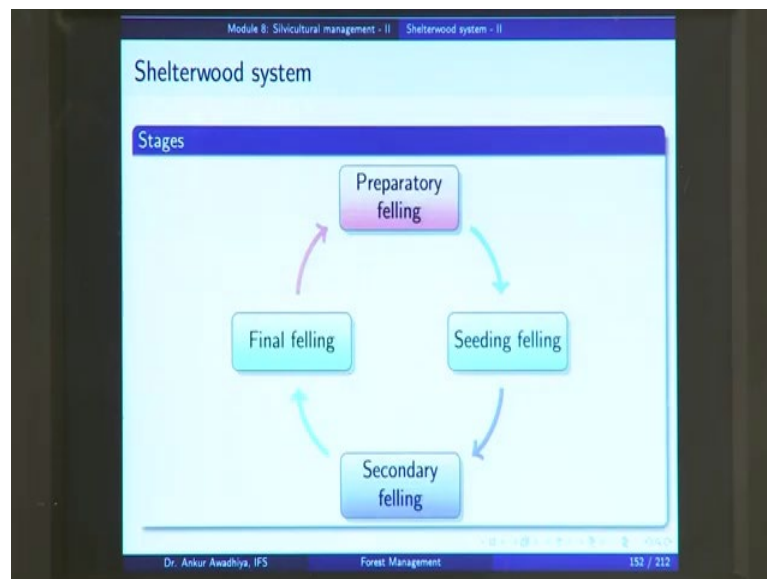 Module 8: Silvicultural management - II Shelterwood system - II
Shelterwood system
Stages
Preparatory
felling
Final felling
Seeding felling
Secondary
felling
Dr. Ankur Awadhiya, IFS Forest Management 152 / 212